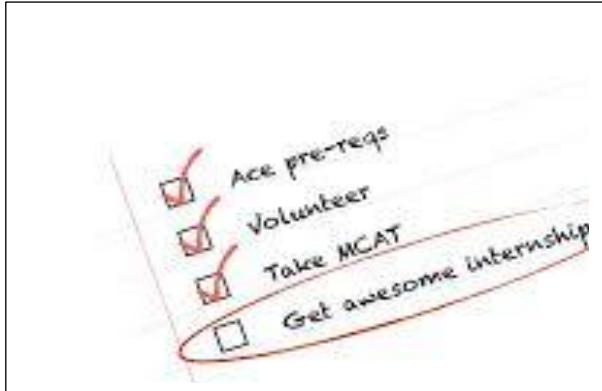 Ace pre-reqs
Volunteer
Take MCAT
Get awesome internship